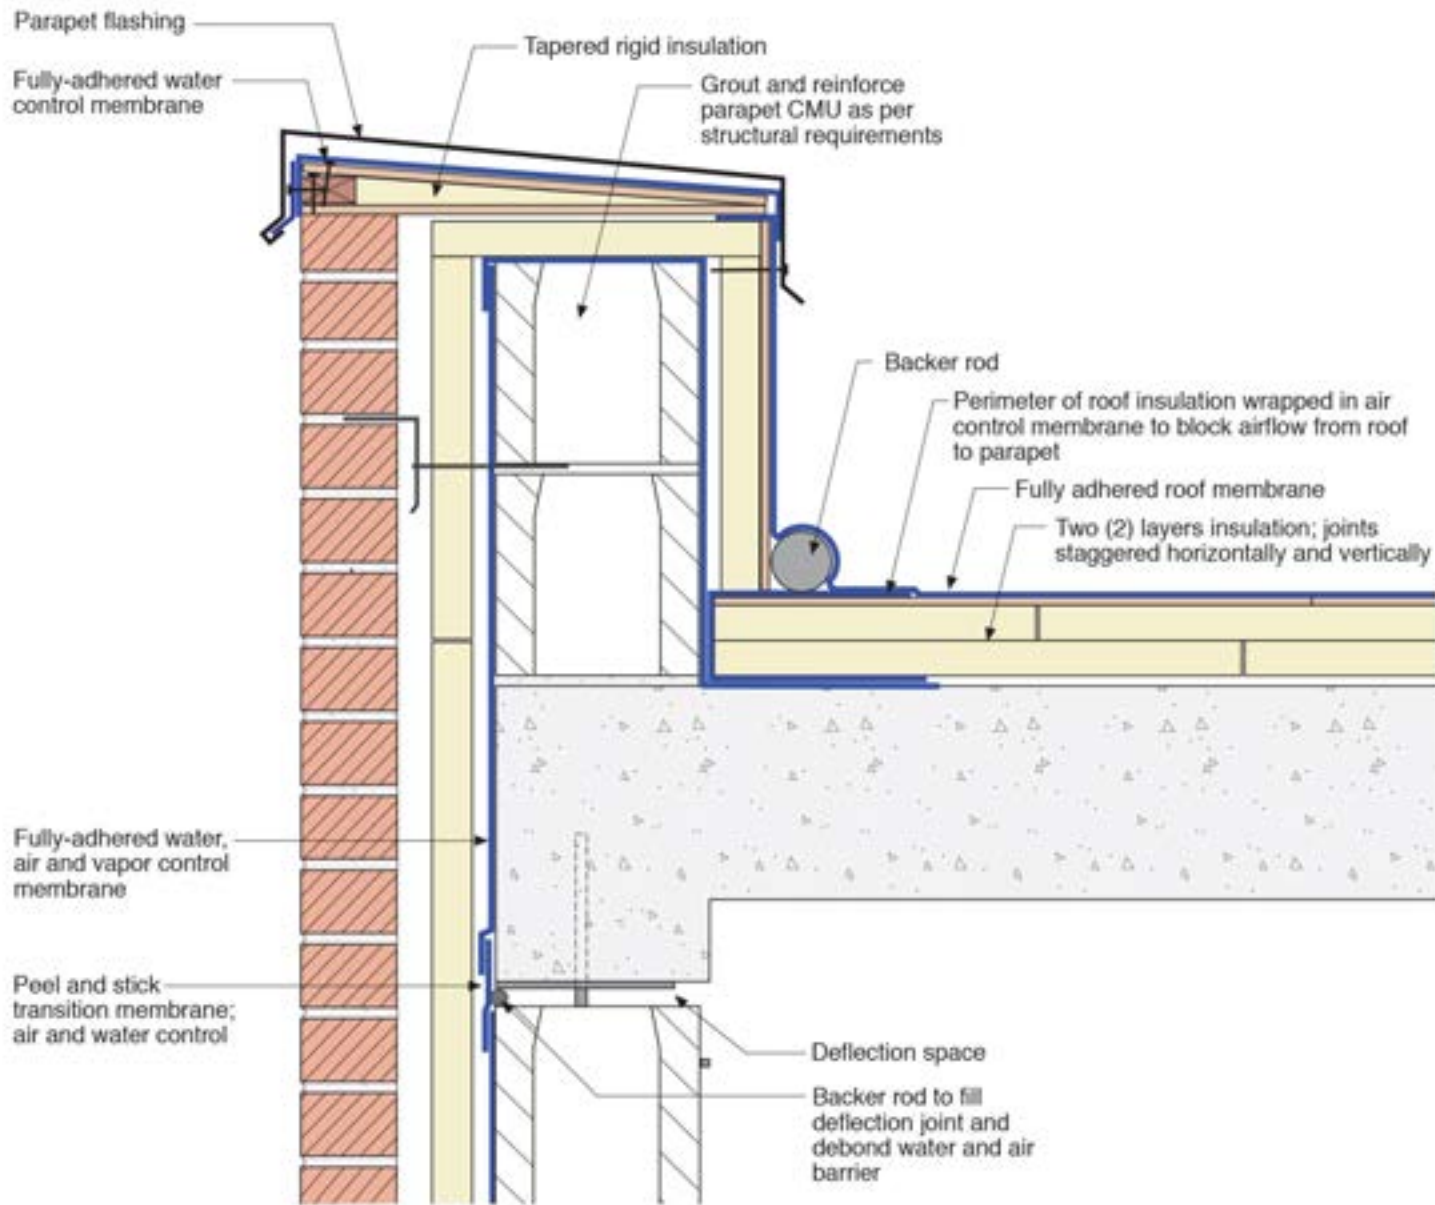 Parapet flashing
Tapered rigid insulation
Fully-adhered water
control membrane
Grout and reinforce
parapet CMU as per
structural requirements
Backer rod
Perimeter of roof insulation wrapped in air
control membrane to block airflow from roof
to parapet
Fully adhered roof membrane
Two (2) layers insulation; joints
staggered horizontally and vertically
Fully-adhered water,
air and vapor control
membrane
Peel and stick
transition membrane;
air and water control
Deflection space
Backer rod to fill
deflection joint and
debond water and air
barrier